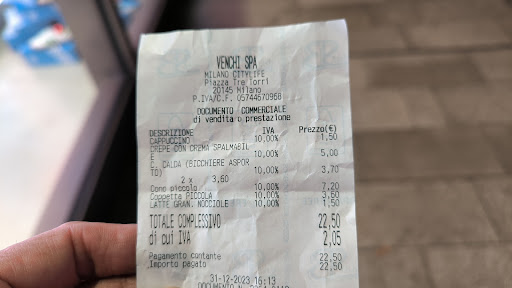 VENCHI SPA
MILANO CITYLIFE
Piazza Tre Torri
20145 Milano
P.IVA/C.F. 05744570968
DOCUMENTO COMMERCIALE
di vendita o prestazione
DESCRIZIONE IVA Prezzo(€)
CAPPUCCINO 10,00% 1,50
CREPE CON CREMA SPALMABIL
E 10,00% 5,00
C. CALDA (BICCHIERE ASPOR
TO) 10,00% 3,70
2 x 3,60
Cono piccolo 10,00% 7,20
Coppetta PICCOLA 10,00% 3,60
LATTE GRAN. NOCCIOLE 10,00% 1,50
TOTALE COMPLESSIVO 22,50
di cui IVA 2,05
Pagamento contante 22,50
Importo pagato 22,50
31-12-2023 16:13
DOCUMENTO N.